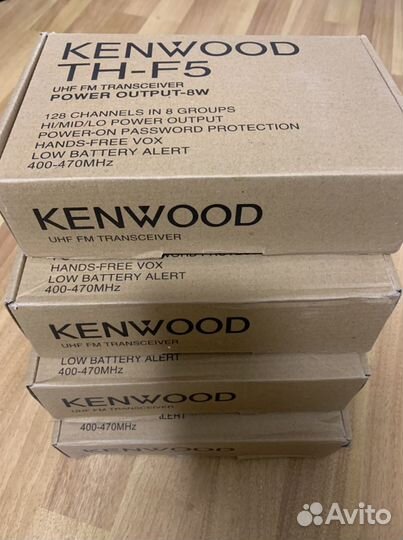 KENWOOD
TH-F5
UHF FM TRANSCEIVER
POWER OUTPUT-8W
128 CHANNELS IN 8 GROUPS
HI/MID/LO POWER OUTPUT
POWER-ON PASSWORD PROTECTION
HANDS-FREE VOX
LOW BATTERY ALERT
400-470MHz
KENWOOD
UHF FM TRANSCEIVER
HANDS-FREE VOX
LOW BATTERY ALERT
400-470MHz
KENWOOD
UHF FM TRANSCEIVER
LOW BATTERY ALERT
400-470MHz
KENWOOD
UHF FM TRANSCEIVER
ALERT
400-470MHz
KENWOOD
Avito